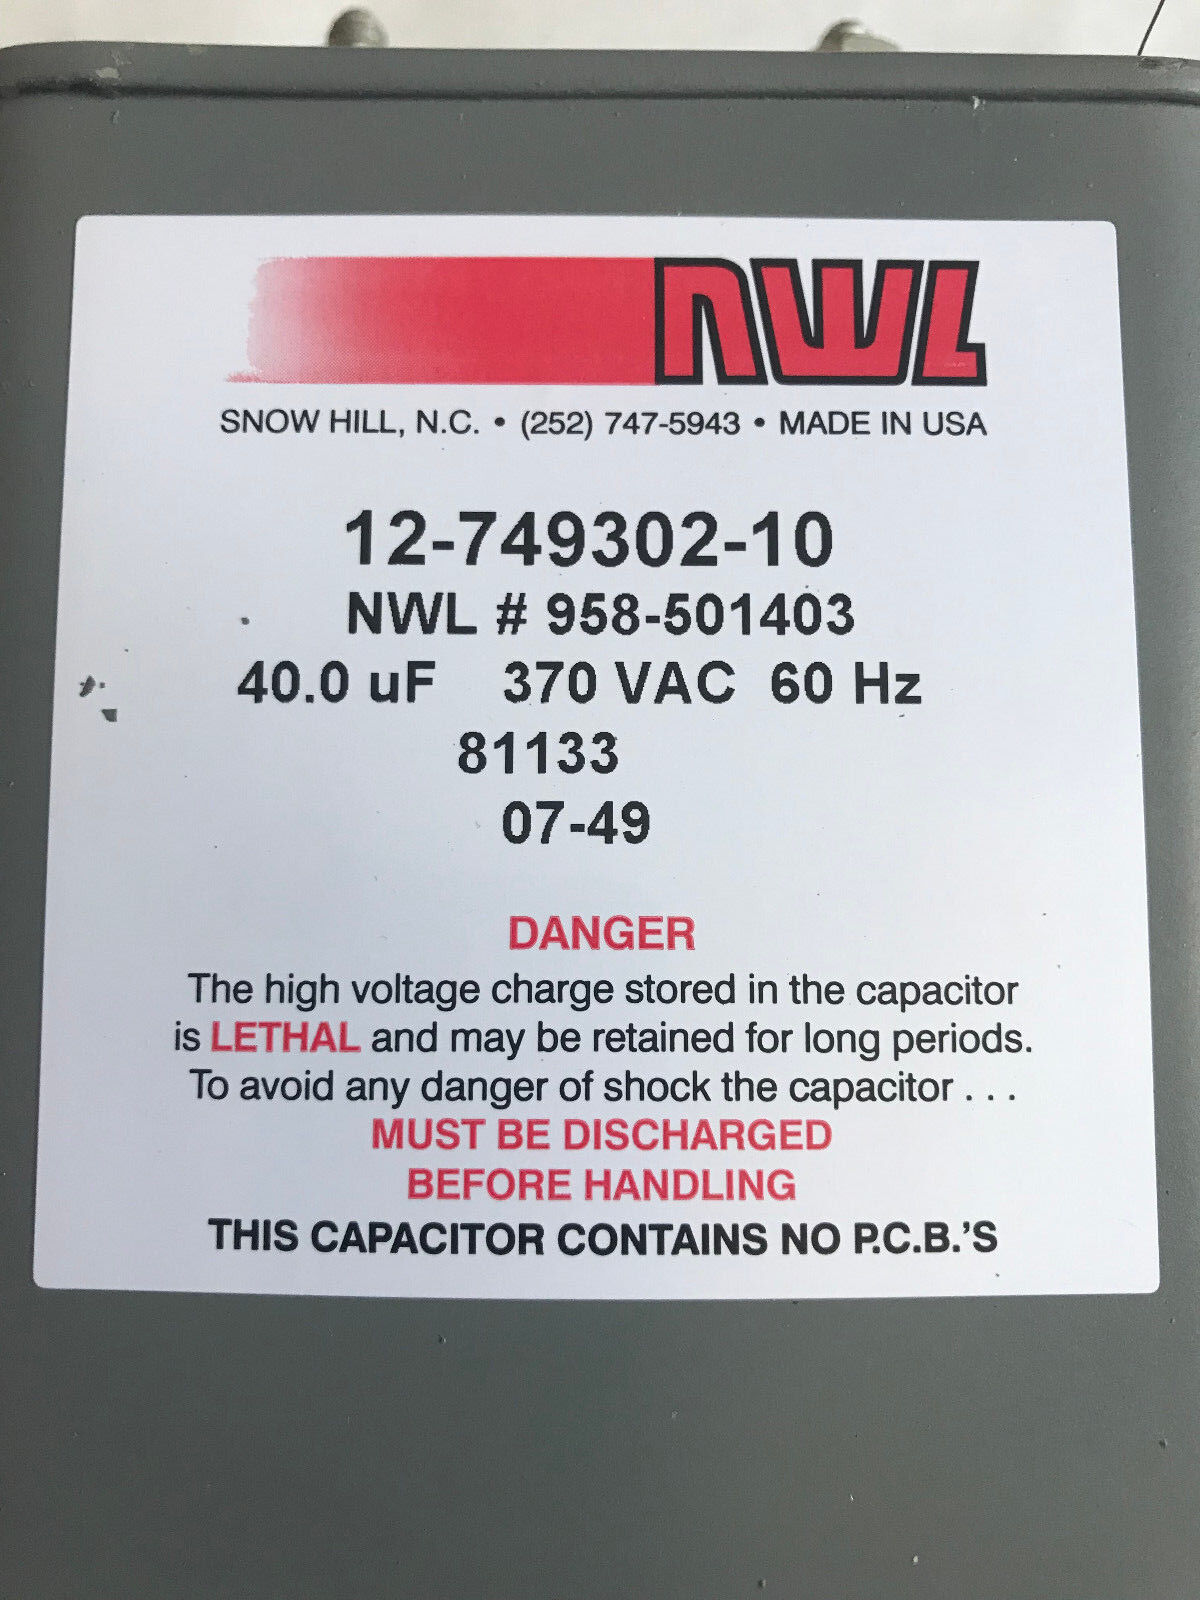 NWL
SNOW HILL, N.C. • (252) 747-5943 • MADE IN USA
12-749302-10
NWL # 958-501403
40.0 uF 370 VAC 60 Hz
81133
07-49
DANGER
The high voltage charge stored in the capacitor
is LETHAL and may be retained for long periods.
To avoid any danger of shock the capacitor . . .
MUST BE DISCHARGED
BEFORE HANDLING
THIS CAPACITOR CONTAINS NO P.C.B.'S